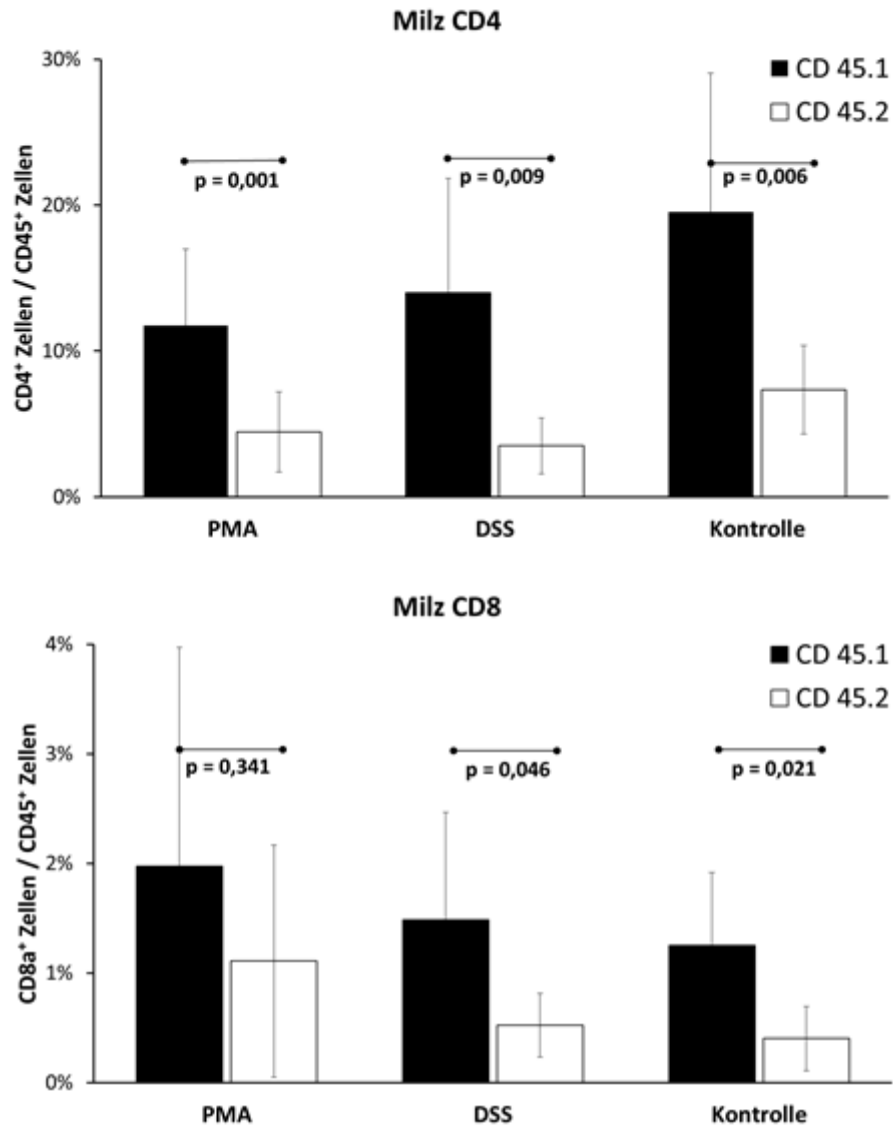 Milz CD4
30%
20%
10%
0%
CD4⁺ Zellen / CD45⁺ Zellen
CD 45.1
CD 45.2
p = 0,001
p = 0,009
p = 0,006
PMA
DSS
Kontrolle
Milz CD8
4%
3%
2%
1%
0%
CD8a⁺ Zellen / CD45⁺ Zellen
CD 45.1
CD 45.2
p = 0,341
p = 0,046
p = 0,021
PMA
DSS
Kontrolle